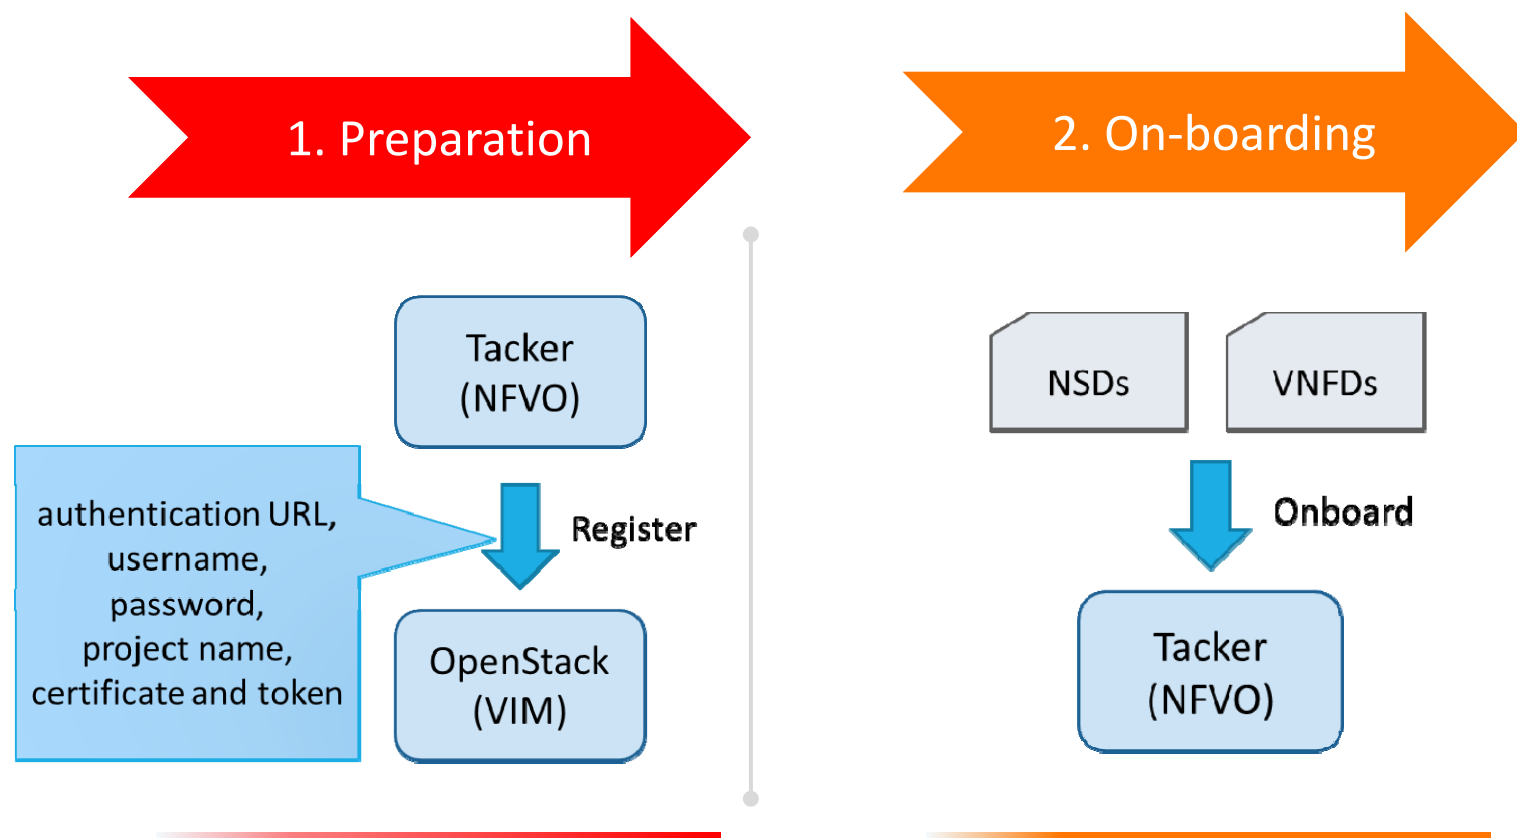 1. Preparation
Tacker
(NFVO)
authentication URL,
username,
password,
project name,
certificate and token
Register
OpenStack
(VIM)
2. On-boarding
NSDs
VNFDs
Onboard
Tacker
(NFVO)